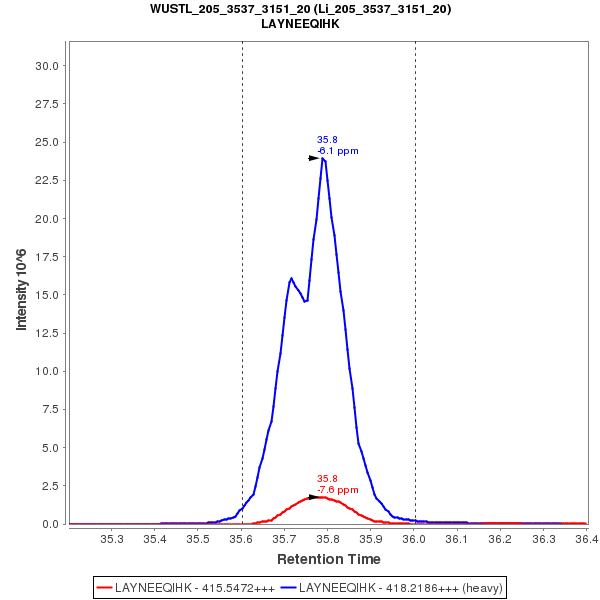 WUSTL_205_3537_3151_20 (Li_205_3537_3151_20)
LAYNEEQIHK
Intensity 10^6
30.0
27.5
25.0
22.5
20.0
17.5
15.0
12.5
10.0
7.5
5.0
2.5
0.0
35.8
-6.1 ppm
35.8
-7.6 ppm
35.3 35.4 35.5 35.6 35.7 35.8 35.9 36.0 36.1 36.2 36.3 36.4
Retention Time
LAYNEEQIHK - 415.5472+++ LAYNEEQIHK - 418.2186+++ (heavy)